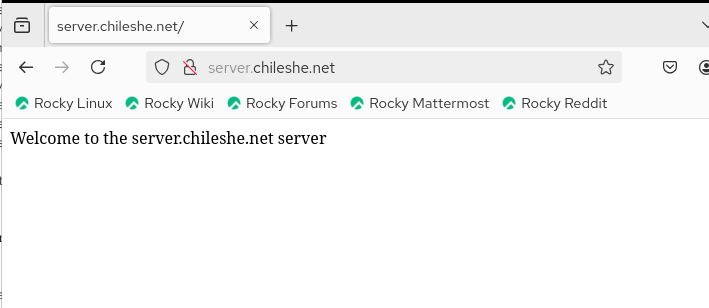 server.chileshe.net/
server.chileshe.net
Rocky Linux Rocky Wiki Rocky Forums Rocky Mattermost Rocky Reddit
Welcome to the server.chileshe.net server